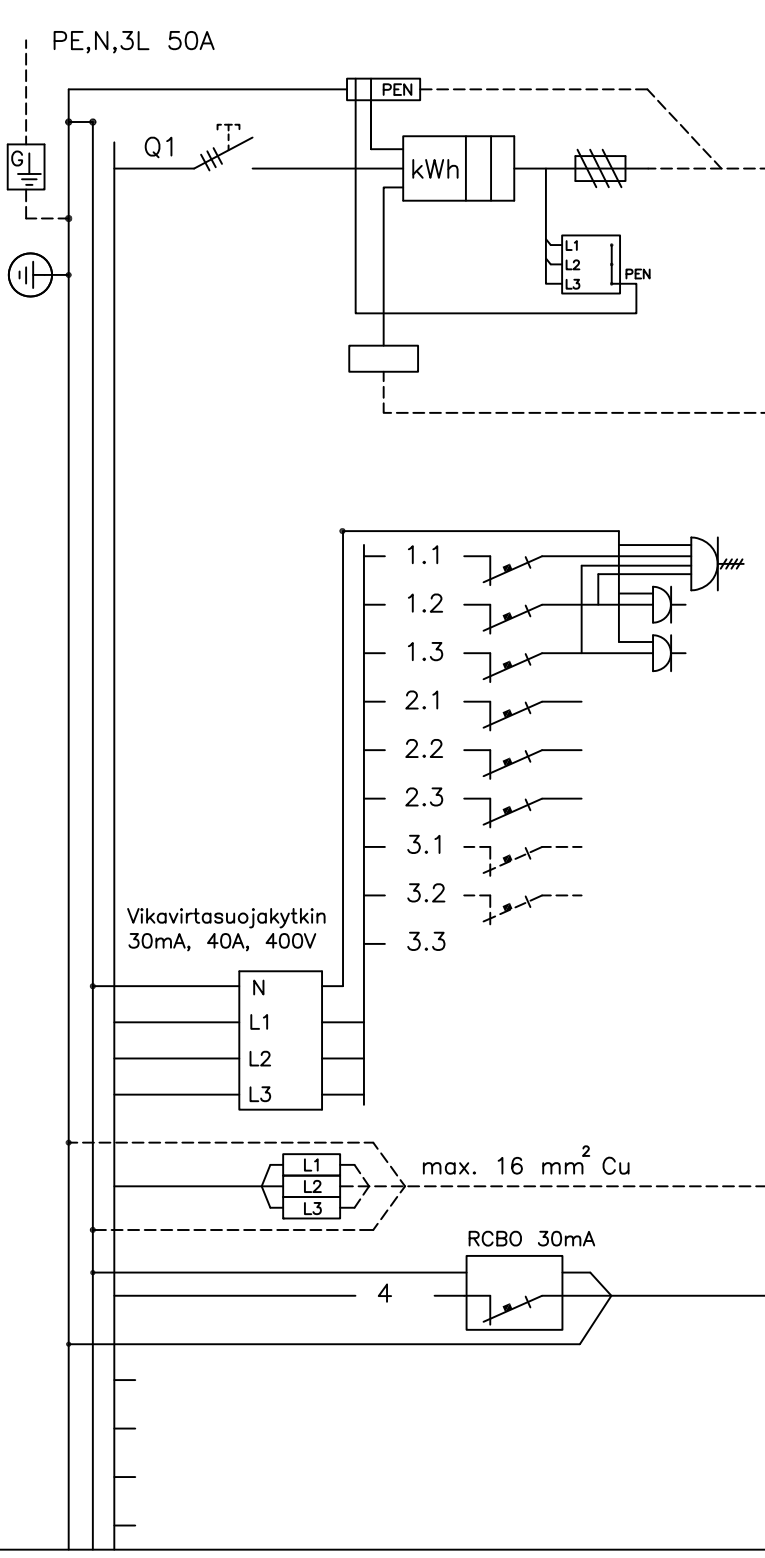 PE,N,3L 50A
PEN
Q1
G
kWh
L1
L2
PEN
L3
1.1
1.2
1.3
2.1
2.2
2.3
3.1
3.2
Vikavirtasuojakytkin
30mA, 40A, 400V
3.3
N
L1
L2
L3
L1
max. 16 mm² Cu
L2
L3
RCBO 30mA
4